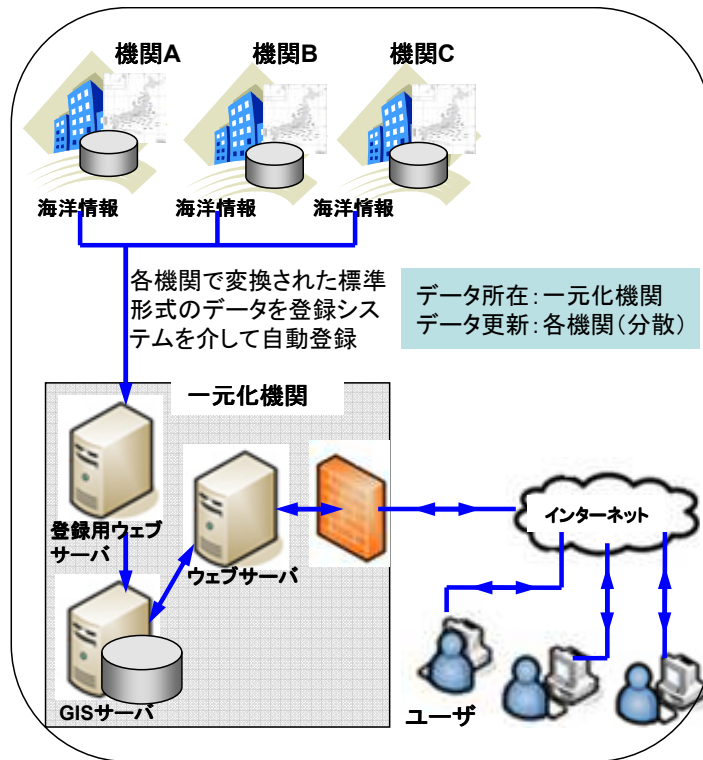 機関A
機関B
機関C
海洋情報
海洋情報
海洋情報
各機関で変換された標準
形式のデータを登録シス
テムを介して自動登録
データ所在：一元化機関
データ更新：各機関（分散）
一元化機関
登録用ウェブ
サーバ
ウェブサーバ
GISサーバ
インターネット
ユーザ